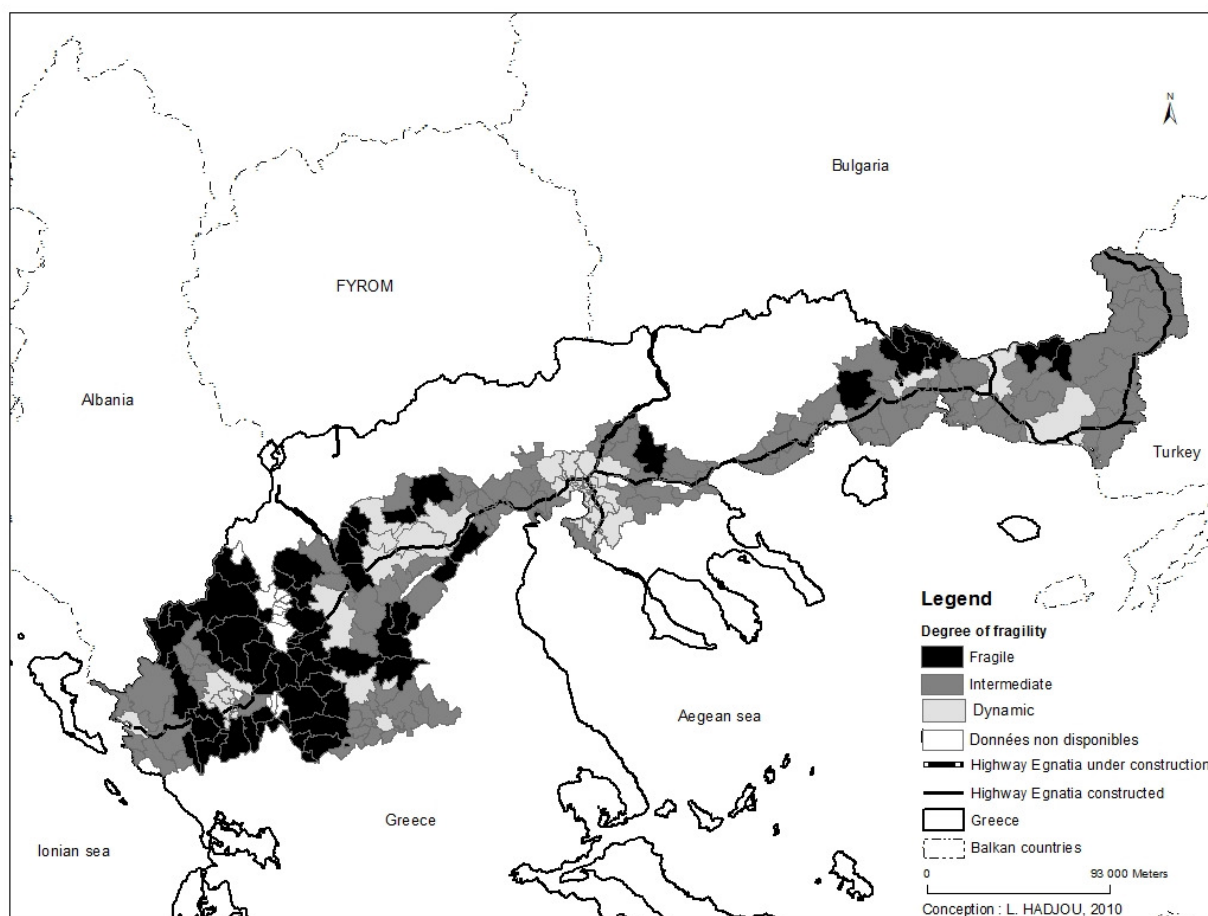 N
Bulgaria
FYROM
Albania
Turkey
Legend
Degree of fragility
Fragile
Intermediate
Dynamic
Données non disponibles
Highway Egnatia under construction
Highway Egnatia constructed
Greece
Balkan countries
0 93 000 Meters
Conception : L. HADJOU, 2010
Aegean sea
Greece
Ionian sea